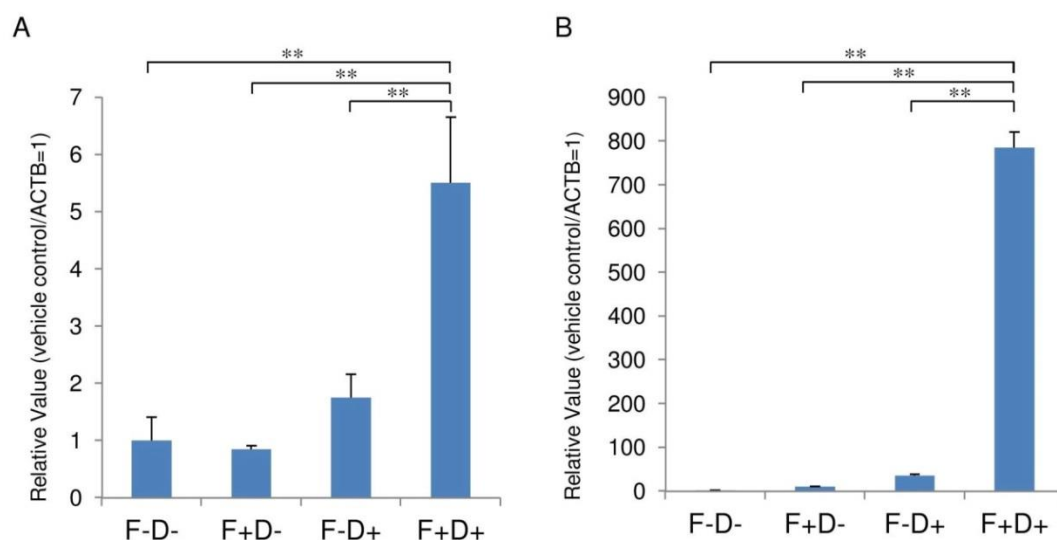 A
**
**
**
7
6
5
4
3
2
1
0
Relative Value (vehicle control/ACTB=1)
F-D-
F+D-
F-D+
F+D+
B
**
**
**
900
800
700
600
500
400
300
200
100
0
Relative Value (vehicle control/ACTB=1)
F-D-
F+D-
F-D+
F+D+